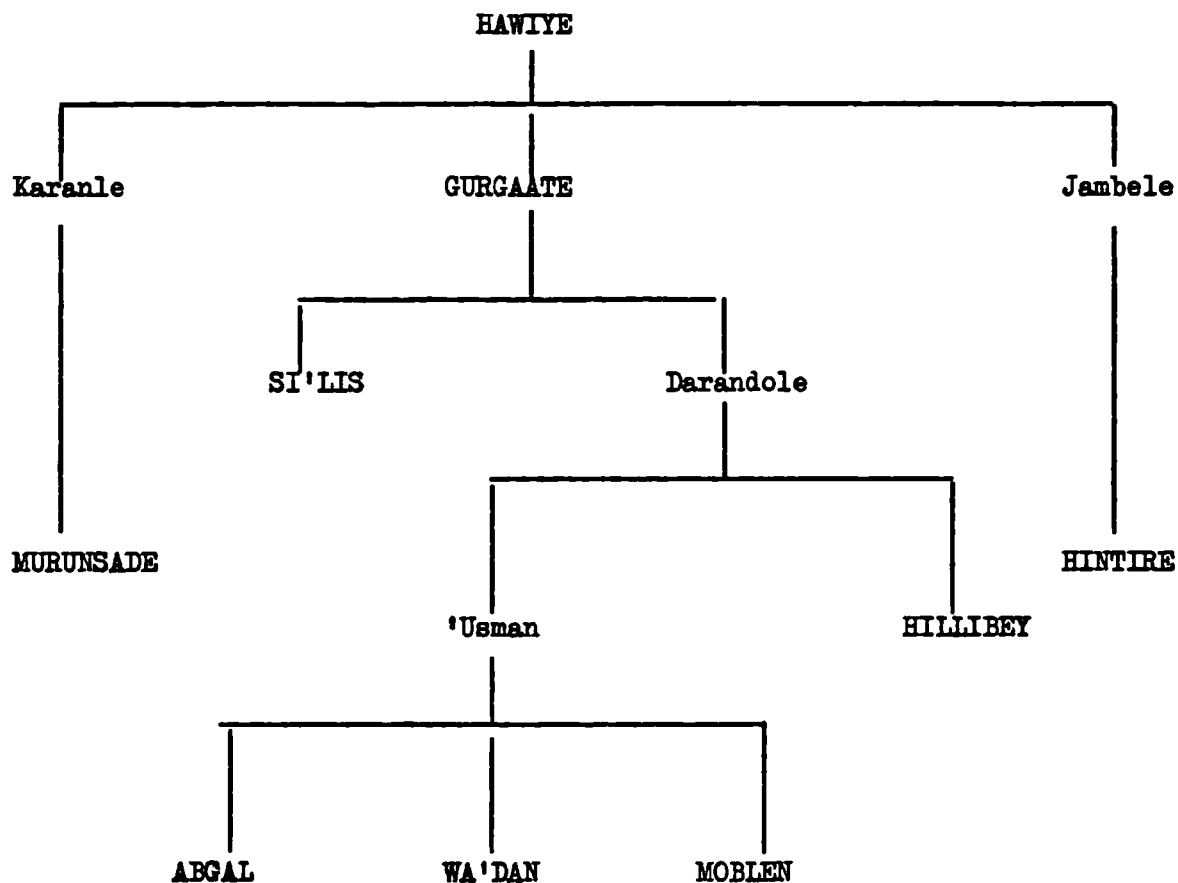 HAWIYE
Karanle GURGAATE Jambele
SI'LIS Darandole
MURUNSADE HINTIRE
'Usman HILLIBEY
ABGAL WA'DAN MOBLEN